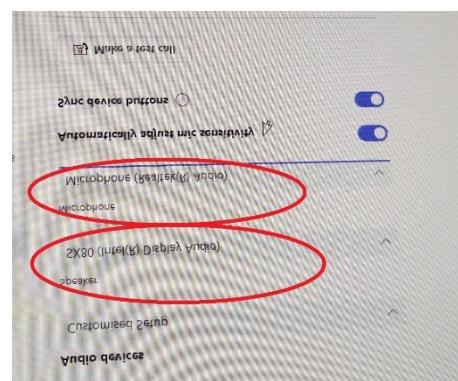 Audio devices
Customised Setup
Speaker
SX80 (Intel(R) Display Audio)
Microphone
Microphone (Realtek(R) Audio)
Automatically adjust mic sensitivity
Sync device buttons
Make a test call